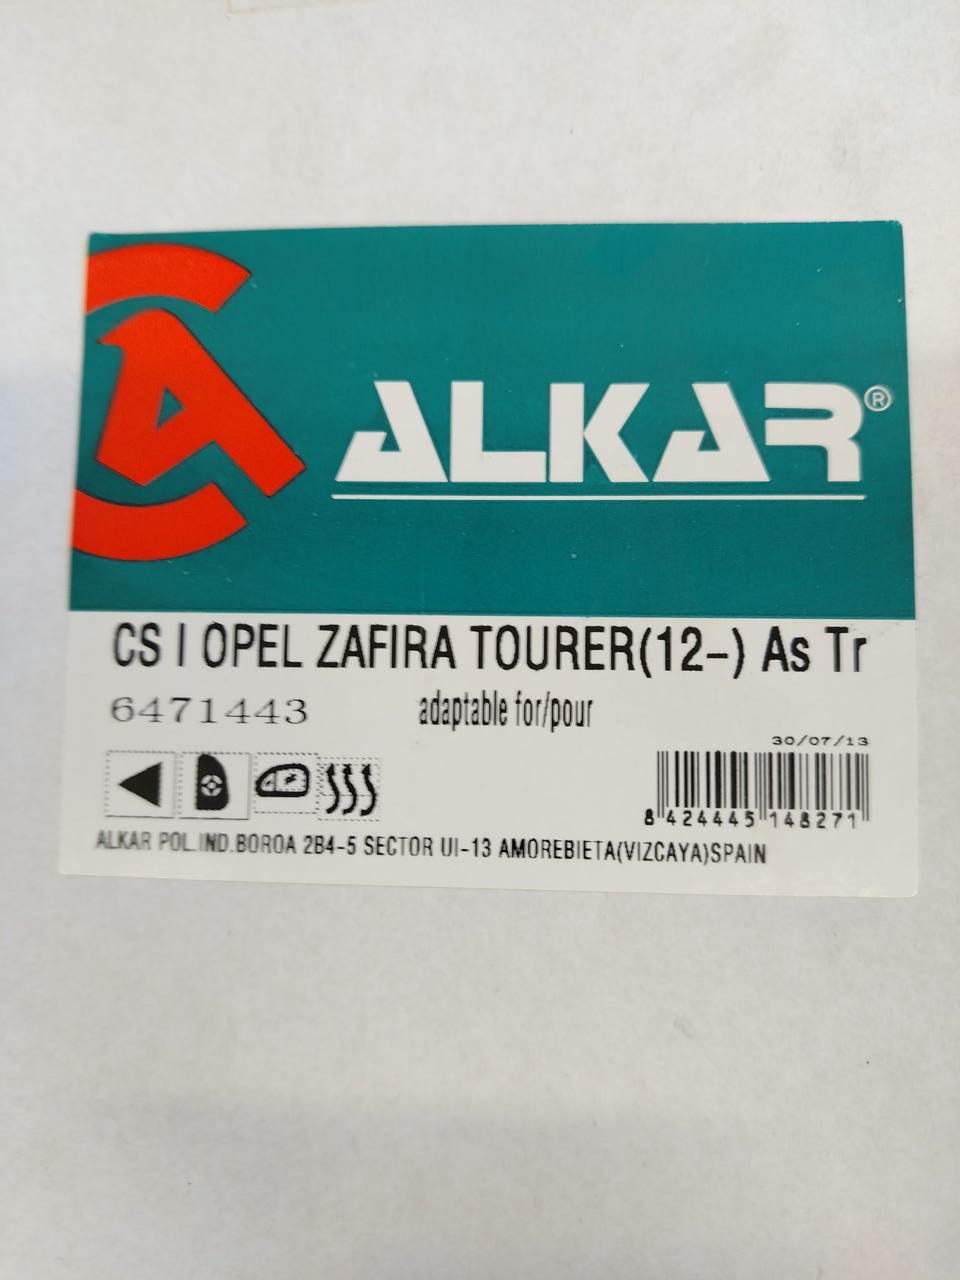 ALKAR®
CS I OPEL ZAFIRA TOURER(12-) As Tr
6471443 adaptable for/pour
30/07/13
8 424445 148271
ALKAR POL.IND.BOROA 2B4-5 SECTOR UI-13 AMOREBIETA(VIZCAYA)SPAIN